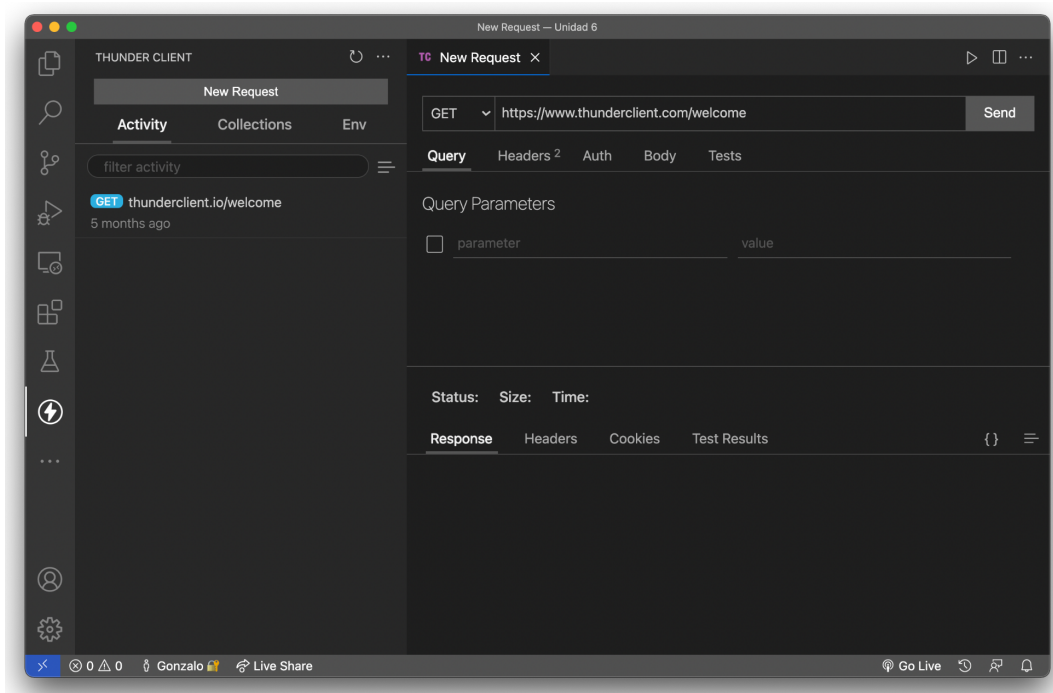 New Request — Unidad 6
THUNDER CLIENT
New Request
Activity Collections Env
filter activity
GET thunderclient.io/welcome
5 months ago
TC New Request
GET https://www.thunderclient.com/welcome Send
Query Headers 2 Auth Body Tests
Query Parameters
parameter value
Status: Size: Time:
Response Headers Cookies Test Results {}
0 0 Gonzalo Live Share Go Live